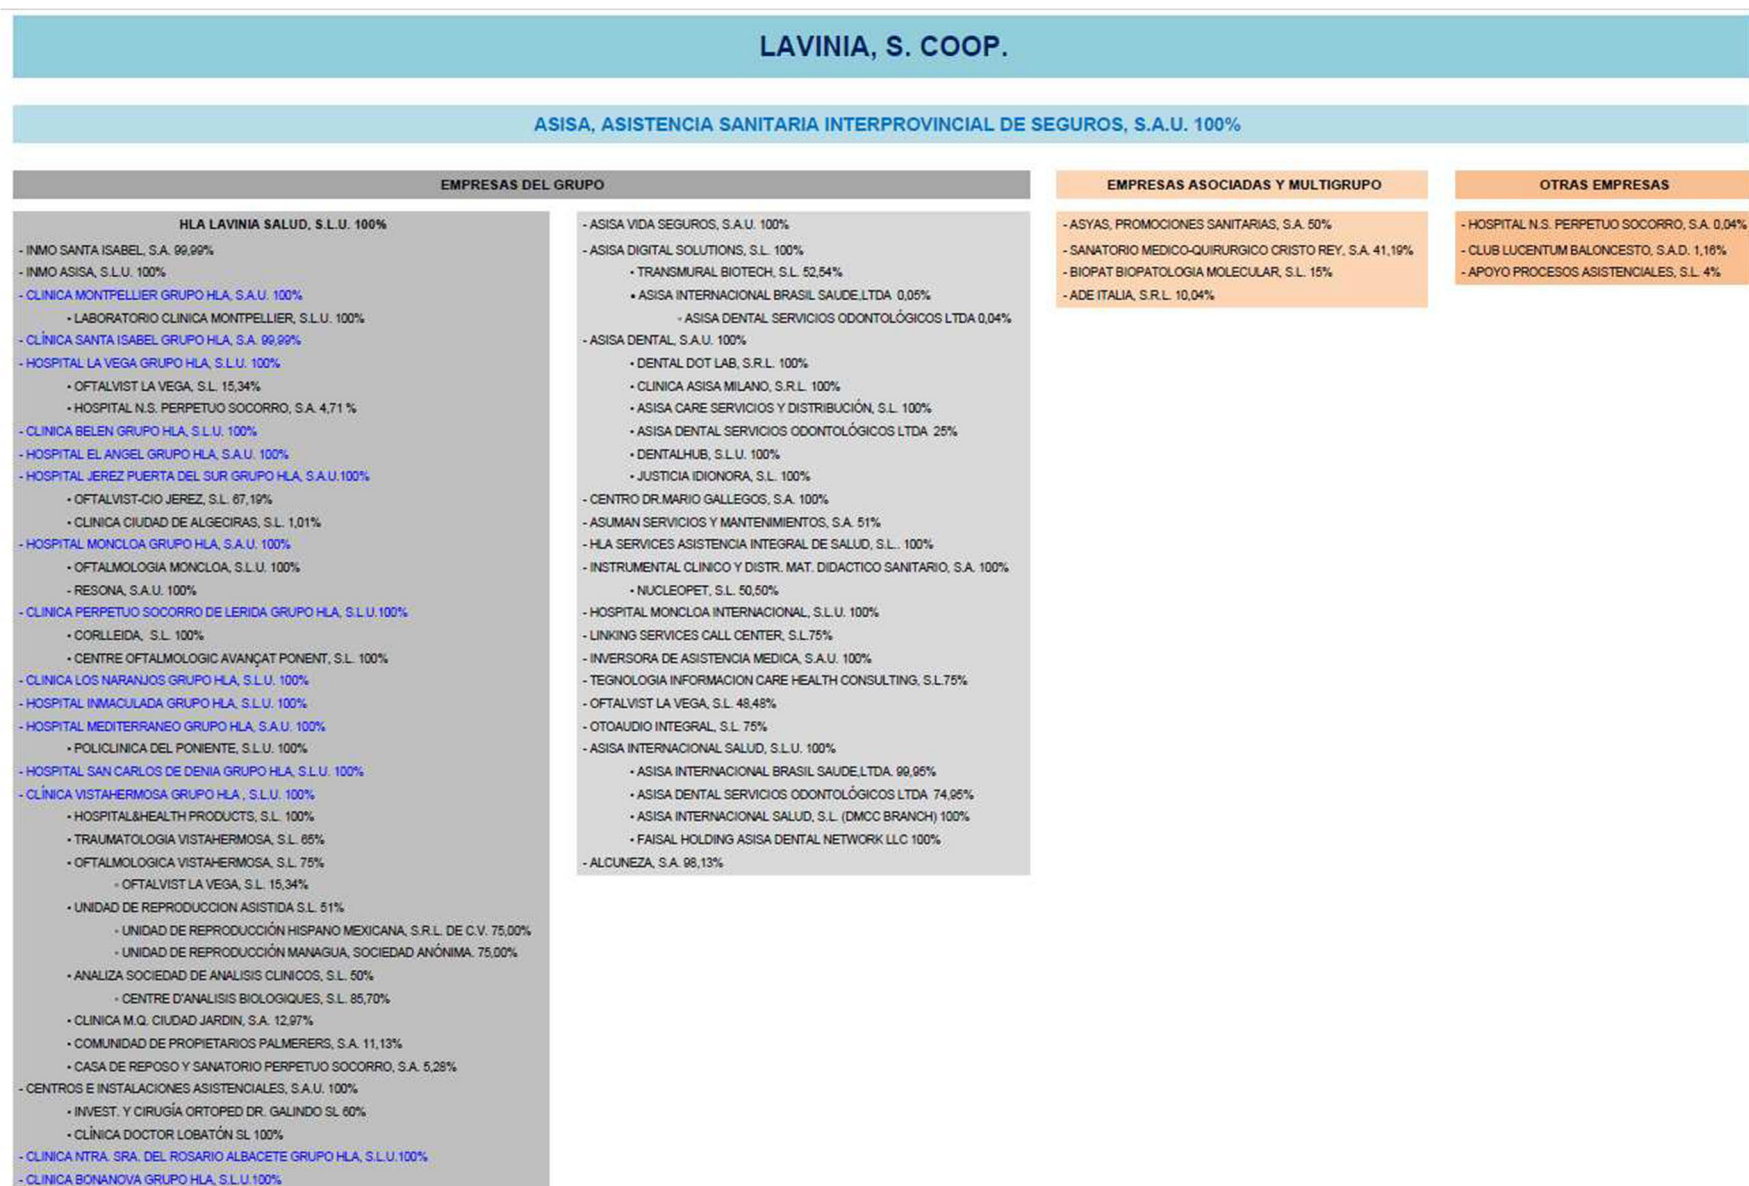 LAVINIA, S. COOP.
ASISA, ASISTENCIA SANITARIA INTERPROVINCIAL DE SEGUROS, S.A.U. 100%
EMPRESAS DEL GRUPO
HLA LAVINIA SALUD, S.L.U. 100%
- INMO SANTA ISABEL, S.A. 99,99%
- INMO ASISA, S.L.U. 100%
- CLINICA MONTPELLIER GRUPO HLA, S.A.U. 100%
- LABORATORIO CLINICA MONTPELLIER, S.L.U. 100%
- CLÍNICA SANTA ISABEL GRUPO HLA, S.A. 99,99%
- HOSPITAL LA VEGA GRUPO HLA, S.L.U. 100%
- OFTALVIST LA VEGA, S.L. 15,34%
- HOSPITAL N.S. PERPETUO SOCORRO, S.A. 4,71 %
- CLINICA BELEN GRUPO HLA, S.L.U. 100%
- HOSPITAL EL ANGEL GRUPO HLA, S.A.U. 100%
- HOSPITAL JEREZ PUERTA DEL SUR GRUPO HLA, S.A.U.100%
- OFTALVIST-CIO JEREZ, S.L. 67,19%
- CLINICA CIUDAD DE ALGECIRAS, S.L. 1,01%
- HOSPITAL MONCLOA GRUPO HLA, S.A.U. 100%
- OFTALMOLOGIA MONCLOA, S.L.U. 100%
- RESONA, S.A.U. 100%
- CLINICA PERPETUO SOCORRO DE LERIDA GRUPO HLA, S.L.U.100%
- CORLLEIDA, S.L. 100%
- CENTRE OFTALMOLOGIC AVANÇAT PONENT, S.L. 100%
- CLINICA LOS NARANJOS GRUPO HLA, S.L.U. 100%
- HOSPITAL INMACULADA GRUPO HLA, S.L.U. 100%
- HOSPITAL MEDITERRANEO GRUPO HLA, S.A.U. 100%
- POLICLINICA DEL PONIENTE, S.L.U. 100%
- HOSPITAL SAN CARLOS DE DENIA GRUPO HLA, S.L.U. 100%
- CLÍNICA VISTAHERMOSA GRUPO HLA , S.L.U. 100%
- HOSPITAL&HEALTH PRODUCTS, S.L. 100%
- TRAUMATOLOGIA VISTAHERMOSA, S.L. 65%
- OFTALMOLOGICA VISTAHERMOSA, S.L. 75%
- OFTALVIST LA VEGA, S.L. 15,34%
- UNIDAD DE REPRODUCCION ASISTIDA S.L. 51%
- UNIDAD DE REPRODUCCIÓN HISPANO MEXICANA, S.R.L. DE C.V. 75,00%
- UNIDAD DE REPRODUCCIÓN MANAGUA, SOCIEDAD ANÓNIMA. 75,00%
- ANALIZA SOCIEDAD DE ANALISIS CLINICOS, S.L. 50%
- CENTRE D'ANALISIS BIOLOGIQUES, S.L. 85,70%
- CLINICA M.Q. CIUDAD JARDIN, S.A. 12,97%
- COMUNIDAD DE PROPIETARIOS PALMERERS, S.A. 11,13%
- CASA DE REPOSO Y SANATORIO PERPETUO SOCORRO, S.A. 5,28%
- CENTROS E INSTALACIONES ASISTENCIALES, S.A.U. 100%
- INVEST. Y CIRUGÍA ORTOPED DR. GALINDO SL 60%
- CLÍNICA DOCTOR LOBATÓN SL 100%
- CLINICA NTRA. SRA. DEL ROSARIO ALBACETE GRUPO HLA, S.L.U.100%
- CLINICA BONANOVA GRUPO HLA, S.L.U.100%
- ASISA VIDA SEGUROS, S.A.U. 100%
- ASISA DIGITAL SOLUTIONS, S.L. 100%
- TRANSMURAL BIOTECH, S.L. 52,54%
• ASISA INTERNACIONAL BRASIL SAUDE,LTDA 0,05%
- ASISA DENTAL SERVICIOS ODONTOLÓGICOS LTDA 0,04%
- ASISA DENTAL, S.A.U. 100%
- DENTAL DOT LAB, S.R.L. 100%
- CLINICA ASISA MILANO, S.R.L. 100%
- ASISA CARE SERVICIOS Y DISTRIBUCIÓN, S.L. 100%
- ASISA DENTAL SERVICIOS ODONTOLÓGICOS LTDA 25%
- DENTALHUB, S.L.U. 100%
- JUSTICIA IDIONORA, S.L. 100%
- CENTRO DR.MARIO GALLEGOS, S.A. 100%
- ASUMAN SERVICIOS Y MANTENIMIENTOS, S.A. 51%
- HLA SERVICES ASISTENCIA INTEGRAL DE SALUD, S.L.. 100%
- INSTRUMENTAL CLINICO Y DISTR. MAT. DIDACTICO SANITARIO, S.A. 100%
- NUCLEOPET, S.L. 50,50%
- HOSPITAL MONCLOA INTERNACIONAL, S.L.U. 100%
- LINKING SERVICES CALL CENTER, S.L.75%
- INVERSORA DE ASISTENCIA MEDICA, S.A.U. 100%
- TEGNOLOGIA INFORMACION CARE HEALTH CONSULTING, S.L.75%
- OFTALVIST LA VEGA, S.L. 48,48%
- OTOAUDIO INTEGRAL, S.L. 75%
- ASISA INTERNACIONAL SALUD, S.L.U. 100%
- ASISA INTERNACIONAL BRASIL SAUDE,LTDA. 99,95%
- ASISA DENTAL SERVICIOS ODONTOLÓGICOS LTDA 74,95%
- ASISA INTERNACIONAL SALUD, S.L. (DMCC BRANCH) 100%
- FAISAL HOLDING ASISA DENTAL NETWORK LLC 100%
- ALCUNEZA, S.A. 98,13%
EMPRESAS ASOCIADAS Y MULTIGRUPO
- ASYAS, PROMOCIONES SANITARIAS, S.A. 50%
- SANATORIO MEDICO-QUIRURGICO CRISTO REY, S.A. 41,19%
- BIOPAT BIOPATOLOGIA MOLECULAR, S.L. 15%
- ADE ITALIA, S.R.L. 10,04%
OTRAS EMPRESAS
- HOSPITAL N.S. PERPETUO SOCORRO, S.A. 0,04%
- CLUB LUCENTUM BALONCESTO, S.A.D. 1,16%
- APOYO PROCESOS ASISTENCIALES, S.L. 4%